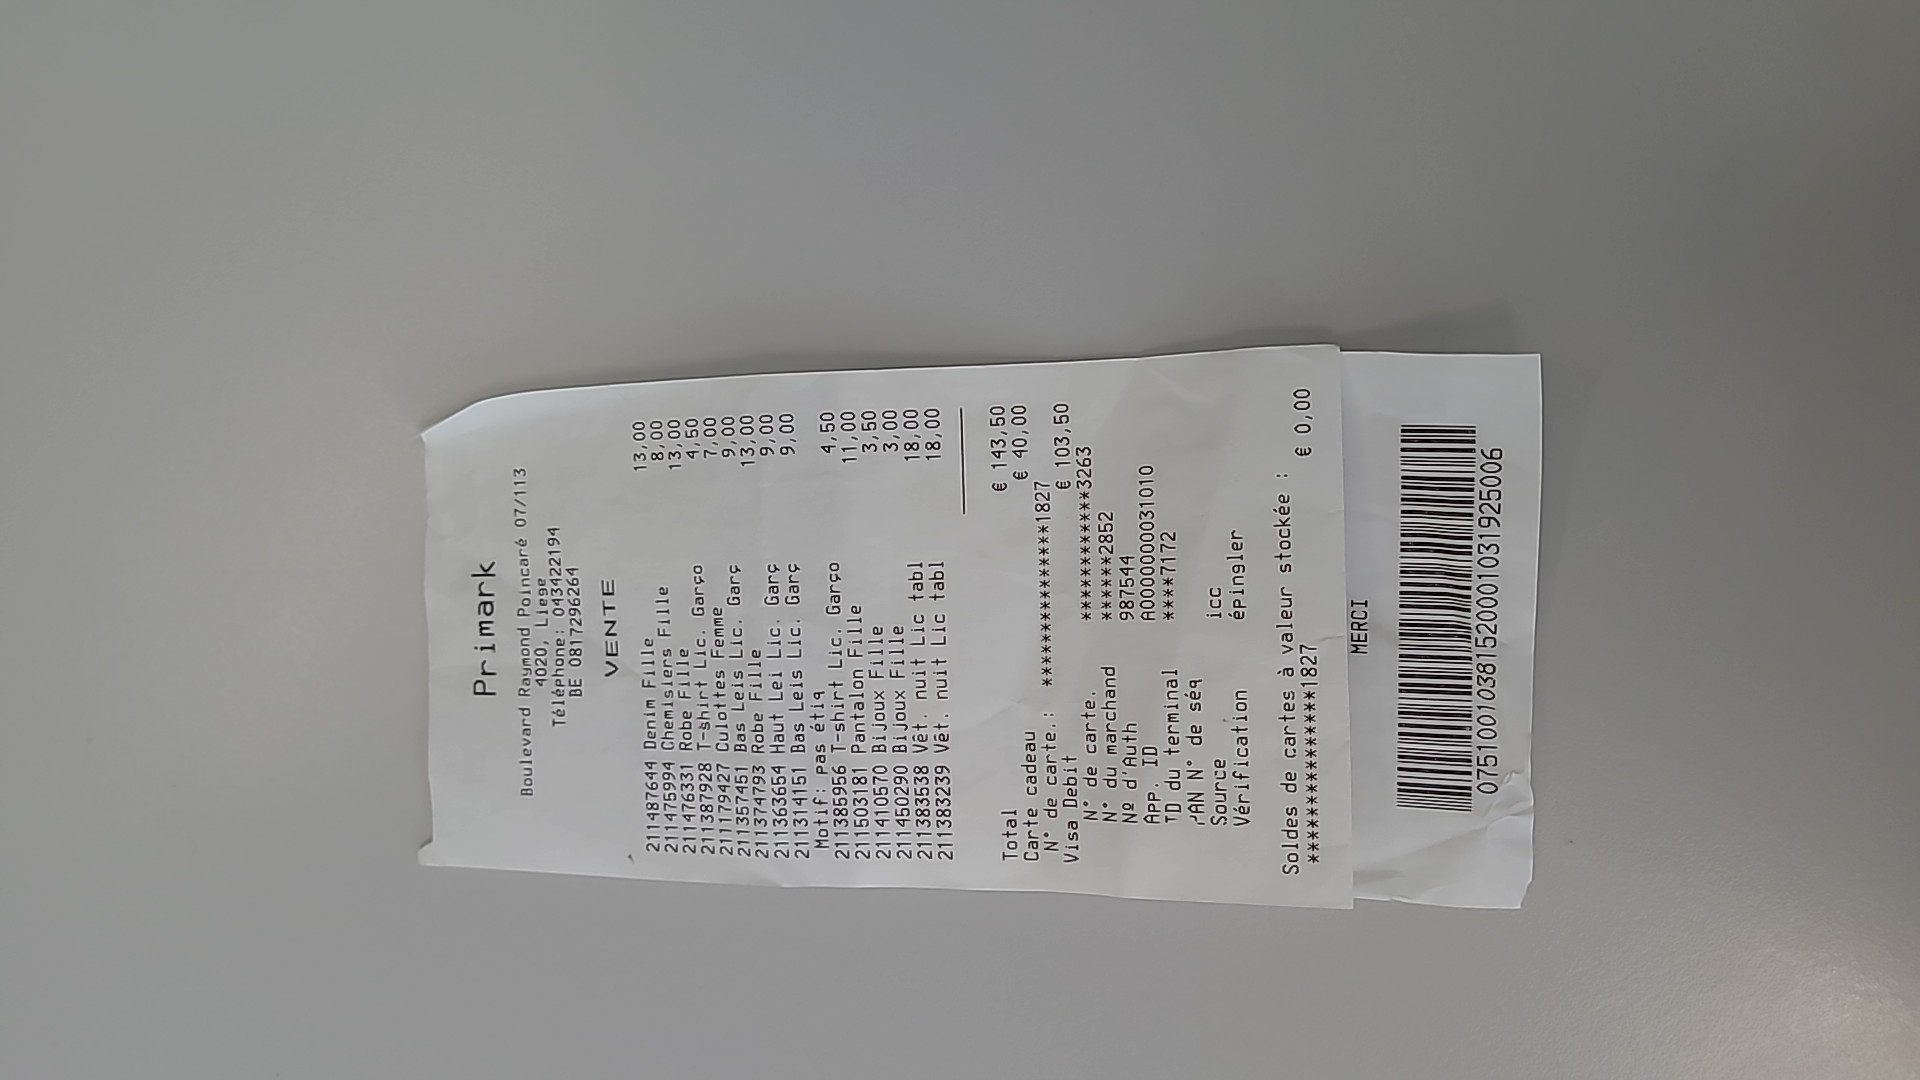 Primark
Boulevard Raymond Poincaré 07/113
4020, Liege
Téléphone: 043422194
BE 0817296264
VENTE
211487644 Denim Fille 13,00
211475994 Chemisiers Fille 8,00
211476331 Robe Fille 13,00
211387928 T-shirt Lic. Garço 4,50
211179427 Culottes Femme 7,00
211357451 Bas Leis Lic. Garç 9,00
211374793 Robe Fille 13,00
211363654 Haut Lei Lic. Garç 9,00
211314151 Bas Leis Lic. Garç 9,00
Motif: pas étiq
211385956 T-shirt Lic. Garço 4,50
211503181 Pantalon Fille 11,00
211410570 Bijoux Fille 3,50
211450290 Bijoux Fille 3,00
211383538 Vêt. nuit Lic tabl 18,00
211383239 Vêt. nuit Lic tabl 18,00
Total € 143,50
Carte cadeau € 40,00
N° de carte.: ***************1827
Visa Debit € 103,50
N° de carte. ************3263
N° du marchand ******2852
Nº d'Auth 987544
APP. ID A0000000031010
ID du terminal ****7172
PAN N° de séq
Source icc
Vérification épingler
Soldes de cartes à valeur stockée :
***************1827 € 0,00
MERCI
075100103815200010319 25006